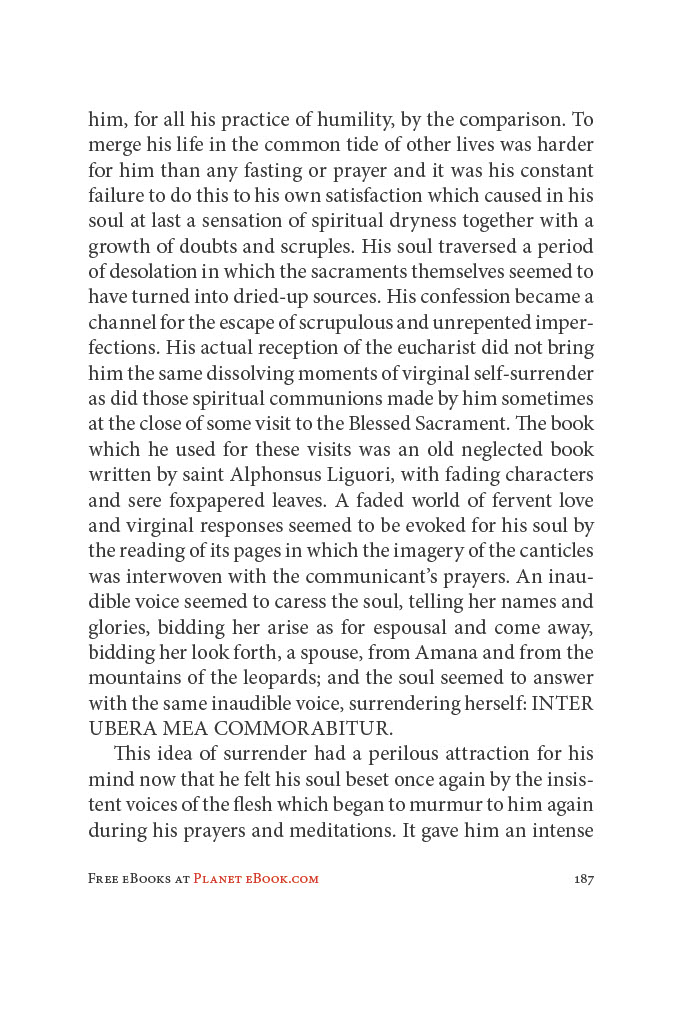 him, for all his practice of humility, by the comparison. To
merge his life in the common tide of other lives was harder
for him than any fasting or prayer and it was his constant
failure to do this to his own satisfaction which caused in his
soul at last a sensation of spiritual dryness together with a
growth of doubts and scruples. His soul traversed a period
of desolation in which the sacraments themselves seemed to
have turned into dried-up sources. His confession became a
channel for the escape of scrupulous and unrepented imper-
fections. His actual reception of the eucharist did not bring
him the same dissolving moments of virginal self-surrender
as did those spiritual communions made by him sometimes
at the close of some visit to the Blessed Sacrament. The book
which he used for these visits was an old neglected book
written by saint Alphonsus Liguori, with fading characters
and sere foxpapered leaves. A faded world of fervent love
and virginal responses seemed to be evoked for his soul by
the reading of its pages in which the imagery of the canticles
was interwoven with the communicant’s prayers. An inau-
dible voice seemed to caress the soul, telling her names and
glories, bidding her arise as for espousal and come away,
bidding her look forth, a spouse, from Amana and from the
mountains of the leopards; and the soul seemed to answer
with the same inaudible voice, surrendering herself: INTER
UBERA MEA COMMORABITUR.
This idea of surrender had a perilous attraction for his
mind now that he felt his soul beset once again by the insis-
tent voices of the flesh which began to murmur to him again
during his prayers and meditations. It gave him an intense
Free eBooks at Planet eBook.com 187